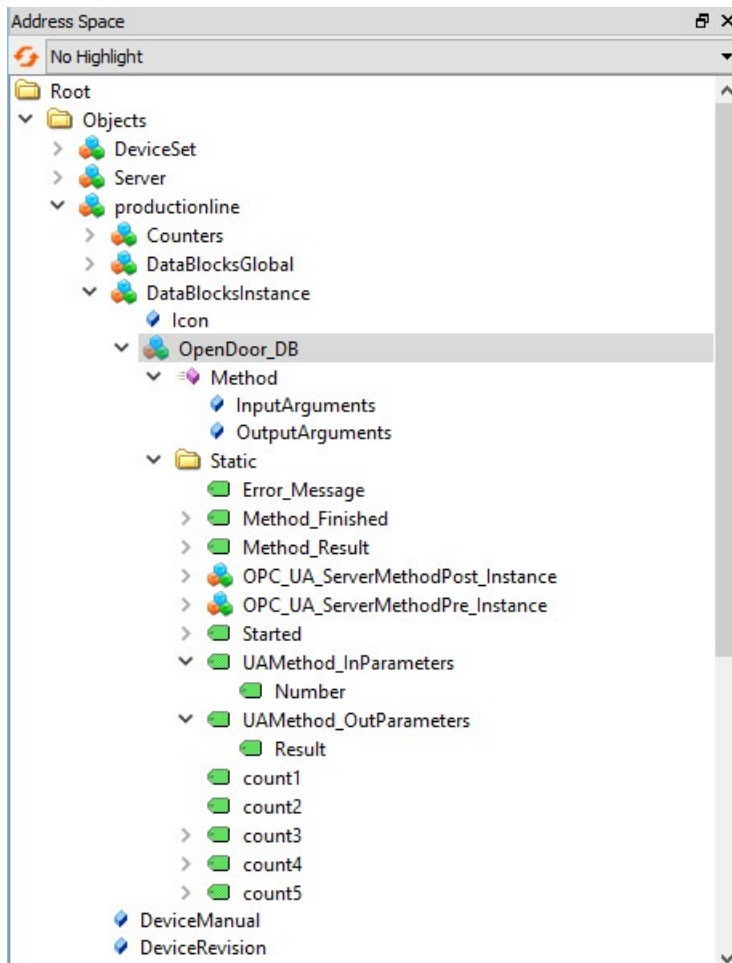 Address Space
No Highlight
Root
Objects
DeviceSet
Server
productionline
Counters
DataBlocksGlobal
DataBlocksInstance
Icon
OpenDoor_DB
Method
InputArguments
OutputArguments
Static
Error_Message
Method_Finished
Method_Result
OPC_UA_ServerMethodPost_Instance
OPC_UA_ServerMethodPre_Instance
Started
UAMethod_InParameters
Number
UAMethod_OutParameters
Result
count1
count2
count3
count4
count5
DeviceManual
DeviceRevision